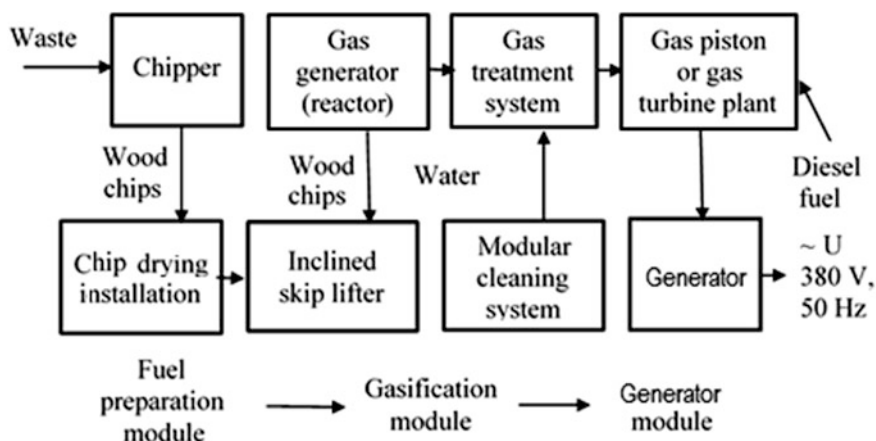 Waste
Chipper
Gas
generator
(reactor)
Gas
treatment
system
Gas piston
or gas
turbine plant
Wood
chips
Wood
chips
Water
Diesel
fuel
Chip drying
installation
Inclined
skip lifter
Modular
cleaning
system
Generator
~ U
380 V,
50 Hz
Fuel
preparation
module
Gasification
module
Generator
module